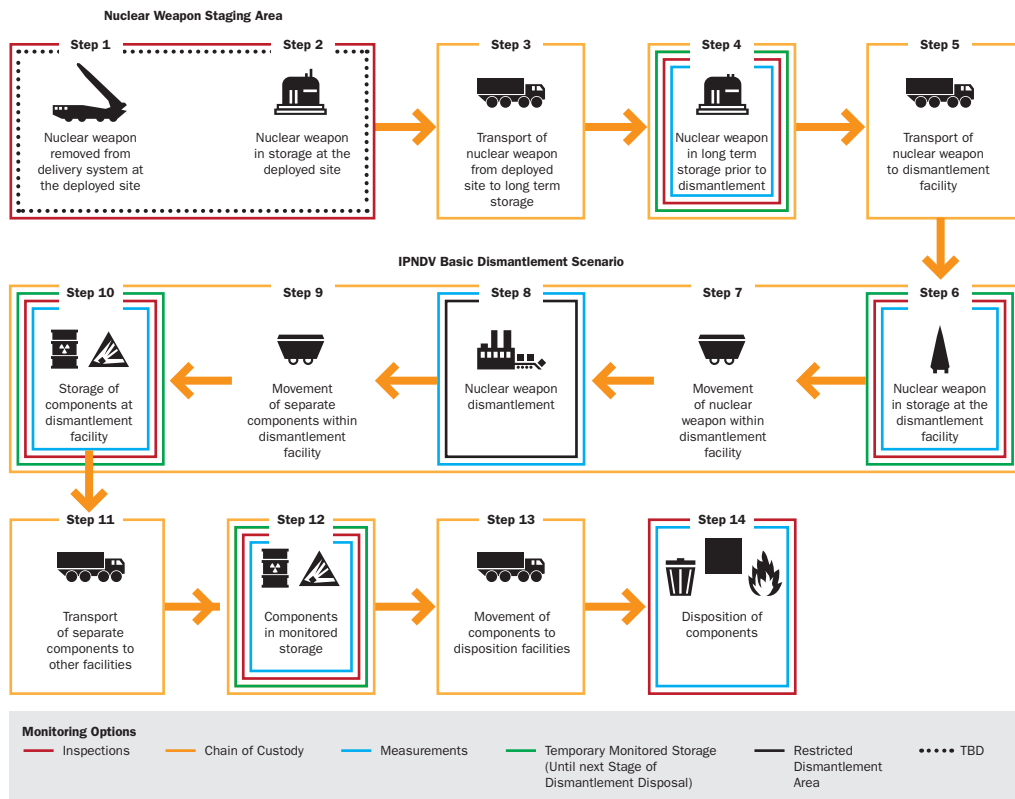 Nuclear Weapon Staging Area
Step 1
Nuclear weapon
removed from
delivery system at
the deployed site
Step 2
Nuclear weapon
in storage at the
deployed site
Step 3
Transport of
nuclear weapon
from deployed
site to long term
storage
Step 4
Nuclear weapon
in long term
storage prior to
dismantlement
Step 5
Transport of
nuclear weapon
to dismantlement
facility
IPNDV Basic Dismantlement Scenario
Step 10
Storage of
components at
dismantlement
facility
Step 9
Movement
of separate
components within
dismantlement
facility
Step 8
Nuclear weapon
dismantlement
Step 7
Movement
of nuclear
weapon within
dismantlement
facility
Step 6
Nuclear weapon
in storage at the
dismantlement
facility
Step 11
Transport
of separate
components to
other facilities
Step 12
Components
in monitored
storage
Step 13
Movement of
components to
disposition facilities
Step 14
Disposition of
components
Monitoring Options
Inspections
Chain of Custody
Measurements
Temporary Monitored Storage
(Until next Stage of
Dismantlement Disposal)
Restricted
Dismantlement
Area
TBD